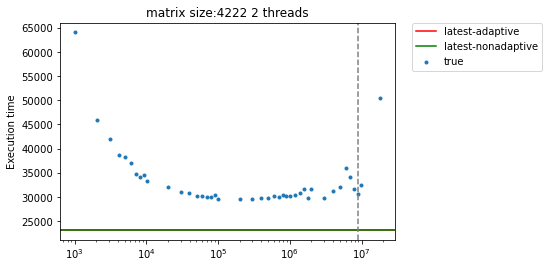 matrix size:4222 2 threads
65000
60000
55000
50000
45000
40000
35000
30000
25000
Execution time
10³
10⁴
10⁵
10⁶
10⁷
latest-adaptive
latest-nonadaptive
true